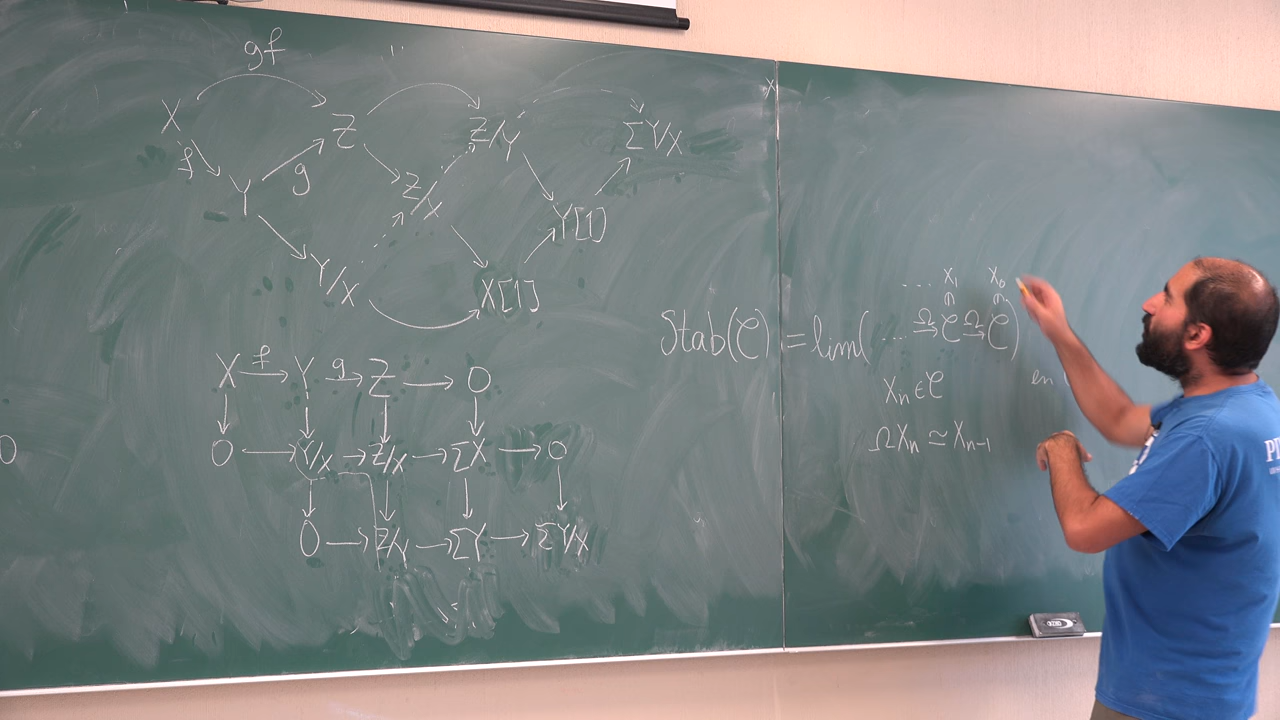 gf
X Z Z/Y ΣY/X
f g Z/X
Y Y[1]
Y/X X[1]
X f→ Y g→ Z → 0
0 → Y/X → Z/X → ΣX → 0
0 → Z/Y → ΣY → ΣY/X
... X₁ X₀
Stab(𝒞) = lim( ... Ω→ 𝒞 Ω→ 𝒞 )
Xₙ ∈ 𝒞
en
ΩXₙ ≃ Xₙ₋₁